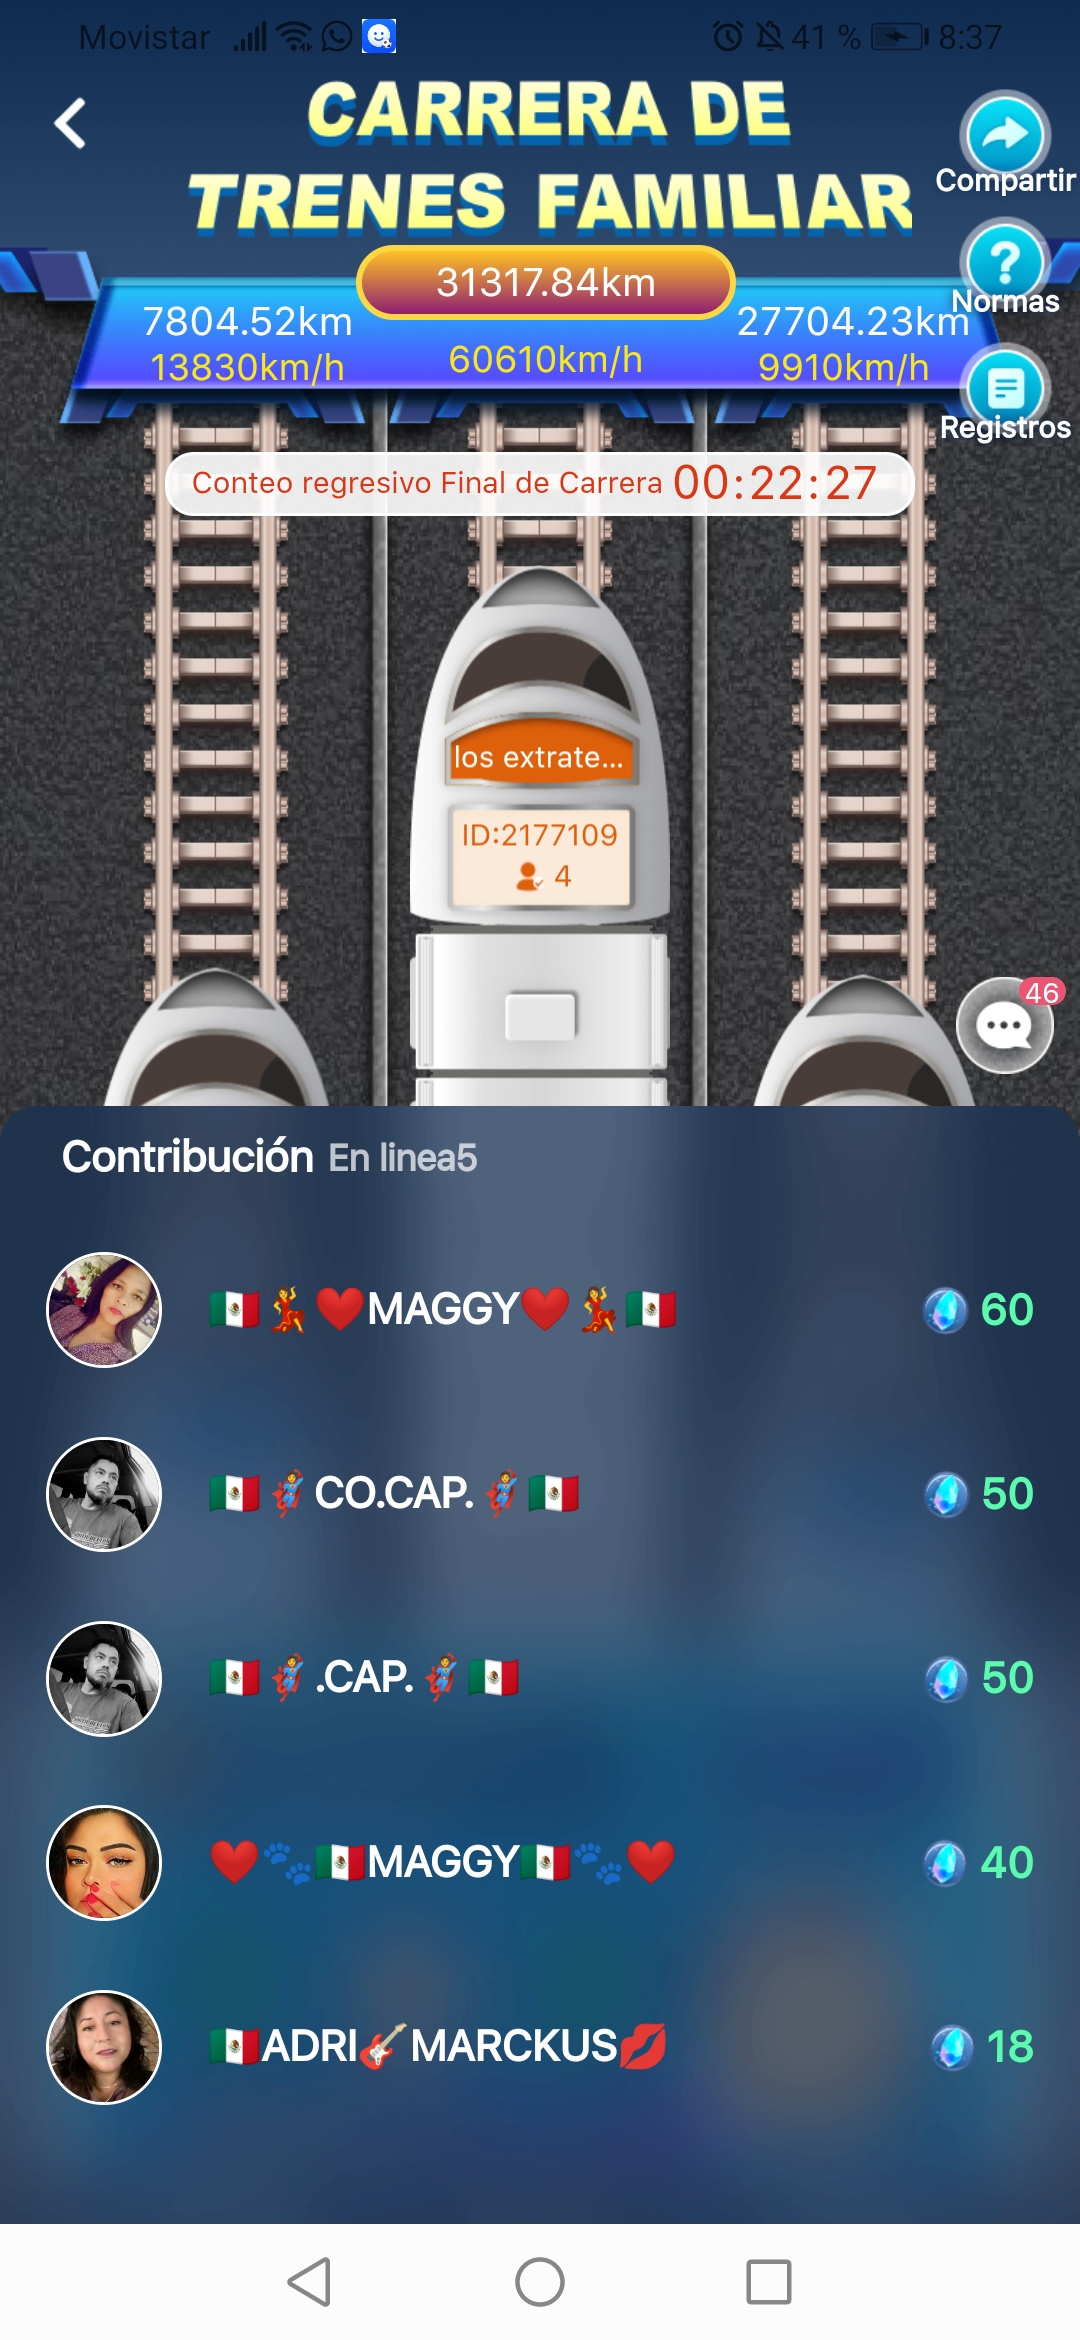 Movistar 41 % 8:37
CARRERA DE
TRENES FAMILIAR
Compartir
Normas
Registros
31317.84km
7804.52km
27704.23km
13830km/h
60610km/h
9910km/h
Conteo regresivo Final de Carrera 00:22:27
los extrate...
ID:2177109
4
46
Contribución En linea5
🇲🇽💃❤️MAGGY❤️💃🇲🇽 60
🇲🇽🦸CO.CAP.🦸🇲🇽 50
🇲🇽🦸.CAP.🦸🇲🇽 50
❤️🐾🇲🇽MAGGY🇲🇽🐾❤️ 40
🇲🇽ADRI🎸MARCKUS💋 18